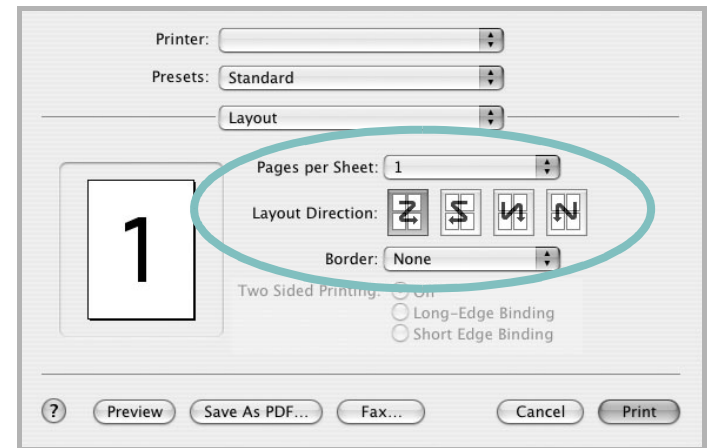 Printer:
Presets: Standard
Layout
Pages per Sheet: 1
Layout Direction:
1
Border: None
Two Sided Printing:
Long-Edge Binding
Short Edge Binding
? Preview Save As PDF... Fax... Cancel Print